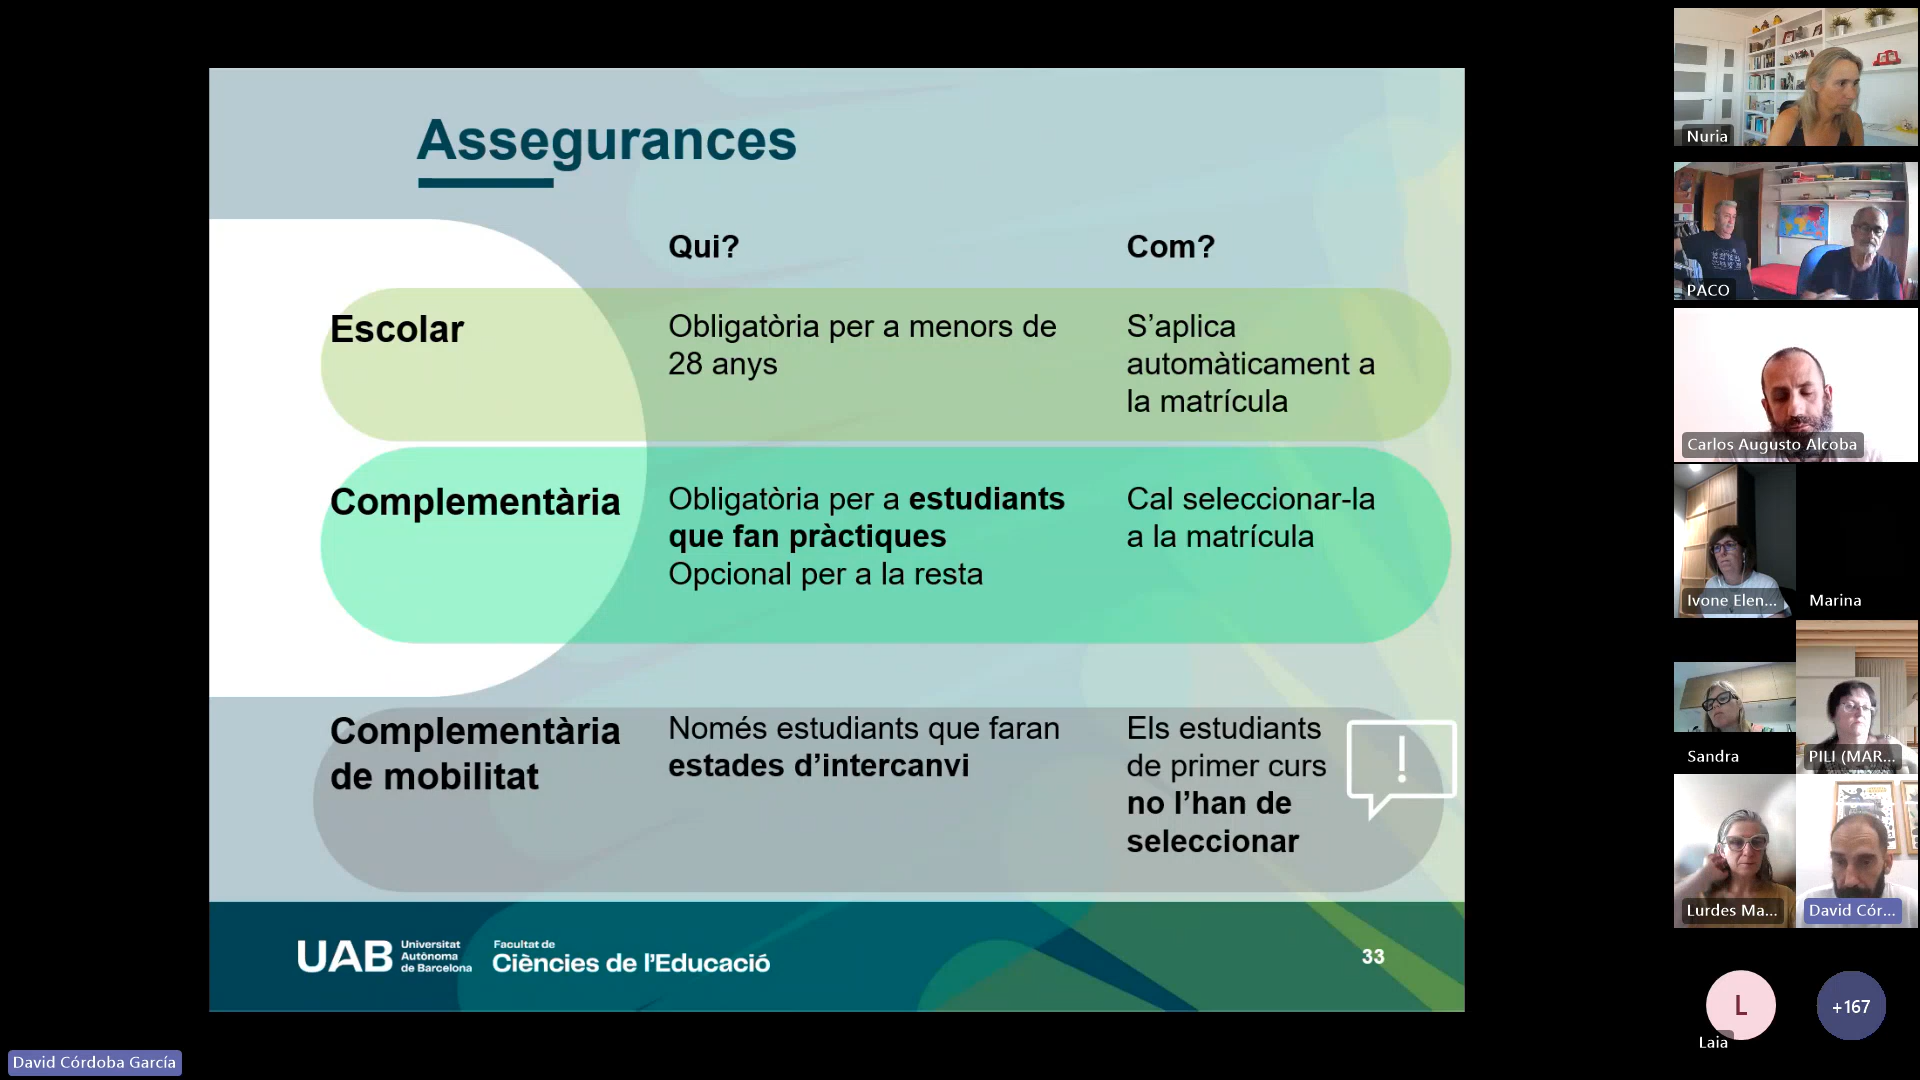 Assegurances
Qui?
Com?
Escolar
Obligatòria per a menors de
28 anys
S’aplica
automàticament a
la matrícula
Complementària
Obligatòria per a estudiants
que fan pràctiques
Opcional per a la resta
Cal seleccionar-la
a la matrícula
Complementària
de mobilitat
Només estudiants que faran
estades d’intercanvi
Els estudiants
de primer curs
no l’han de
seleccionar
!
UAB
Universitat
Autònoma
de Barcelona
Facultat de
Ciències de l'Educació
33
David Córdoba García
Nuria
PACO
Carlos Augusto Alcoba
Ivone Elen...
Marina
Sandra
PILI (MAR...
Lurdes Ma...
David Cór...
L
Laia
+167